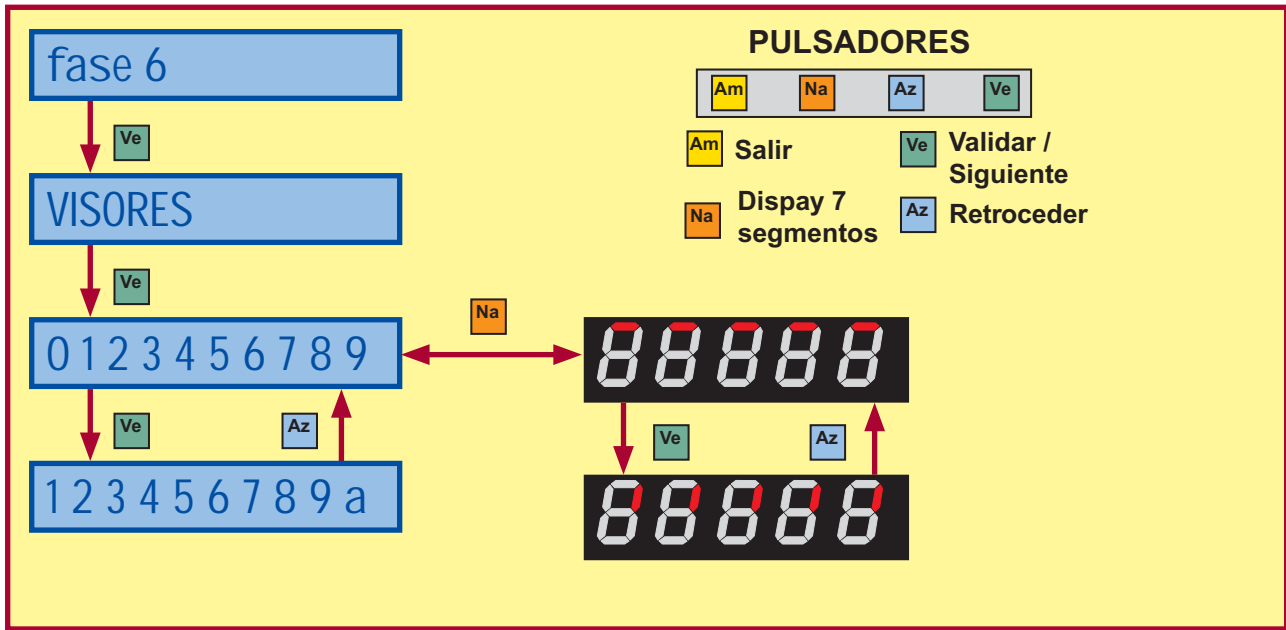 fase 6
Ve
VISORES
Ve
0 1 2 3 4 5 6 7 8 9
Ve
Az
1 2 3 4 5 6 7 8 9 a
Na
88888
Ve
Az
88888
PULSADORES
Am
Na
Az
Ve
Am Salir
Na Dispay 7
segmentos
Ve Validar /
Siguiente
Az Retroceder